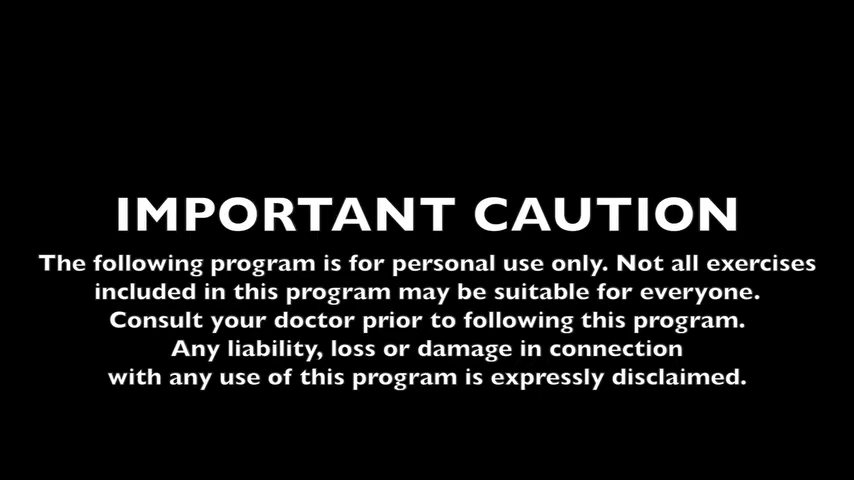 IMPORTANT CAUTION
The following program is for personal use only. Not all exercises
included in this program may be suitable for everyone.
Consult your doctor prior to following this program.
Any liability, loss or damage in connection
with any use of this program is expressly disclaimed.